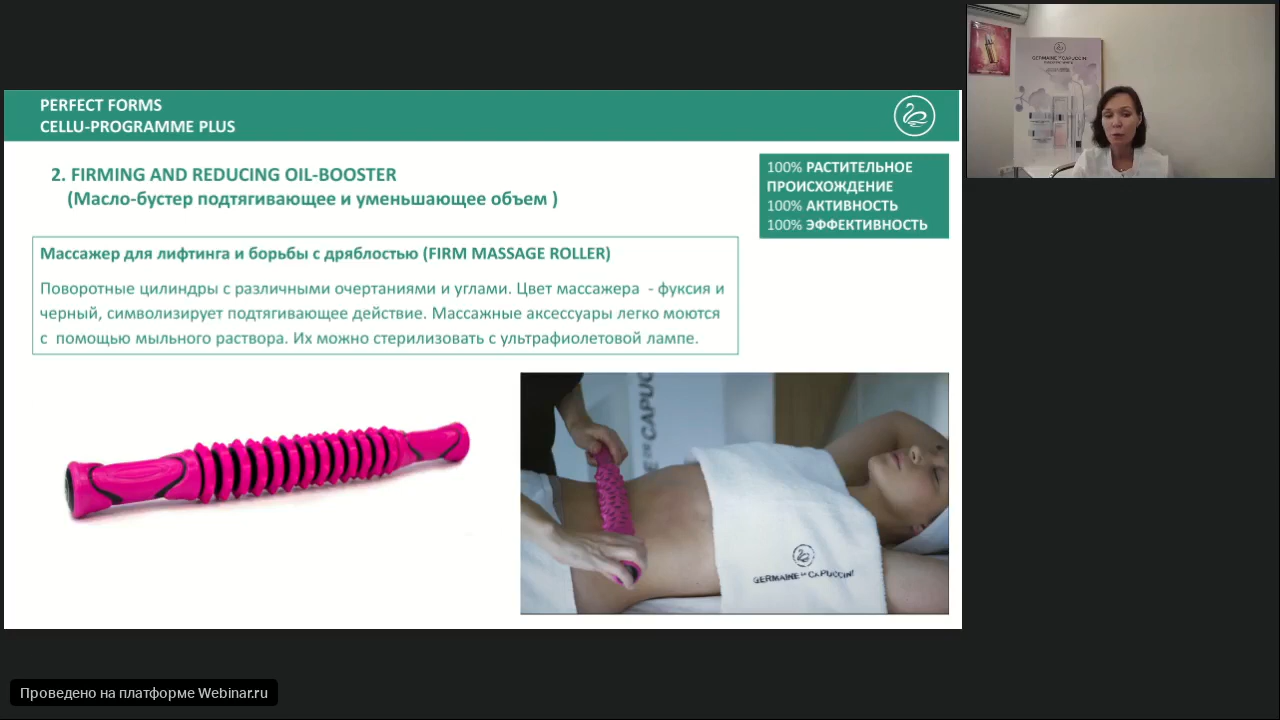 PERFECT FORMS
CELLU-PROGRAMME PLUS
2. FIRMING AND REDUCING OIL-BOOSTER
(Масло-бустер подтягивающее и уменьшающее объем )
100% РАСТИТЕЛЬНОЕ
ПРОИСХОЖДЕНИЕ
100% АКТИВНОСТЬ
100% ЭФФЕКТИВНОСТЬ
Массажер для лифтинга и борьбы с дряблостью (FIRM MASSAGE ROLLER)
Поворотные цилиндры с различными очертаниями и углами. Цвет массажера - фуксия и
черный, символизирует подтягивающее действие. Массажные аксессуары легко моются
с помощью мыльного раствора. Их можно стерилизовать с ультрафиолетовой лампе.
GERMAINE DE CAPUCCINI
GERMAINE DE CAPUCCINI
Проведено на платформе Webinar.ru